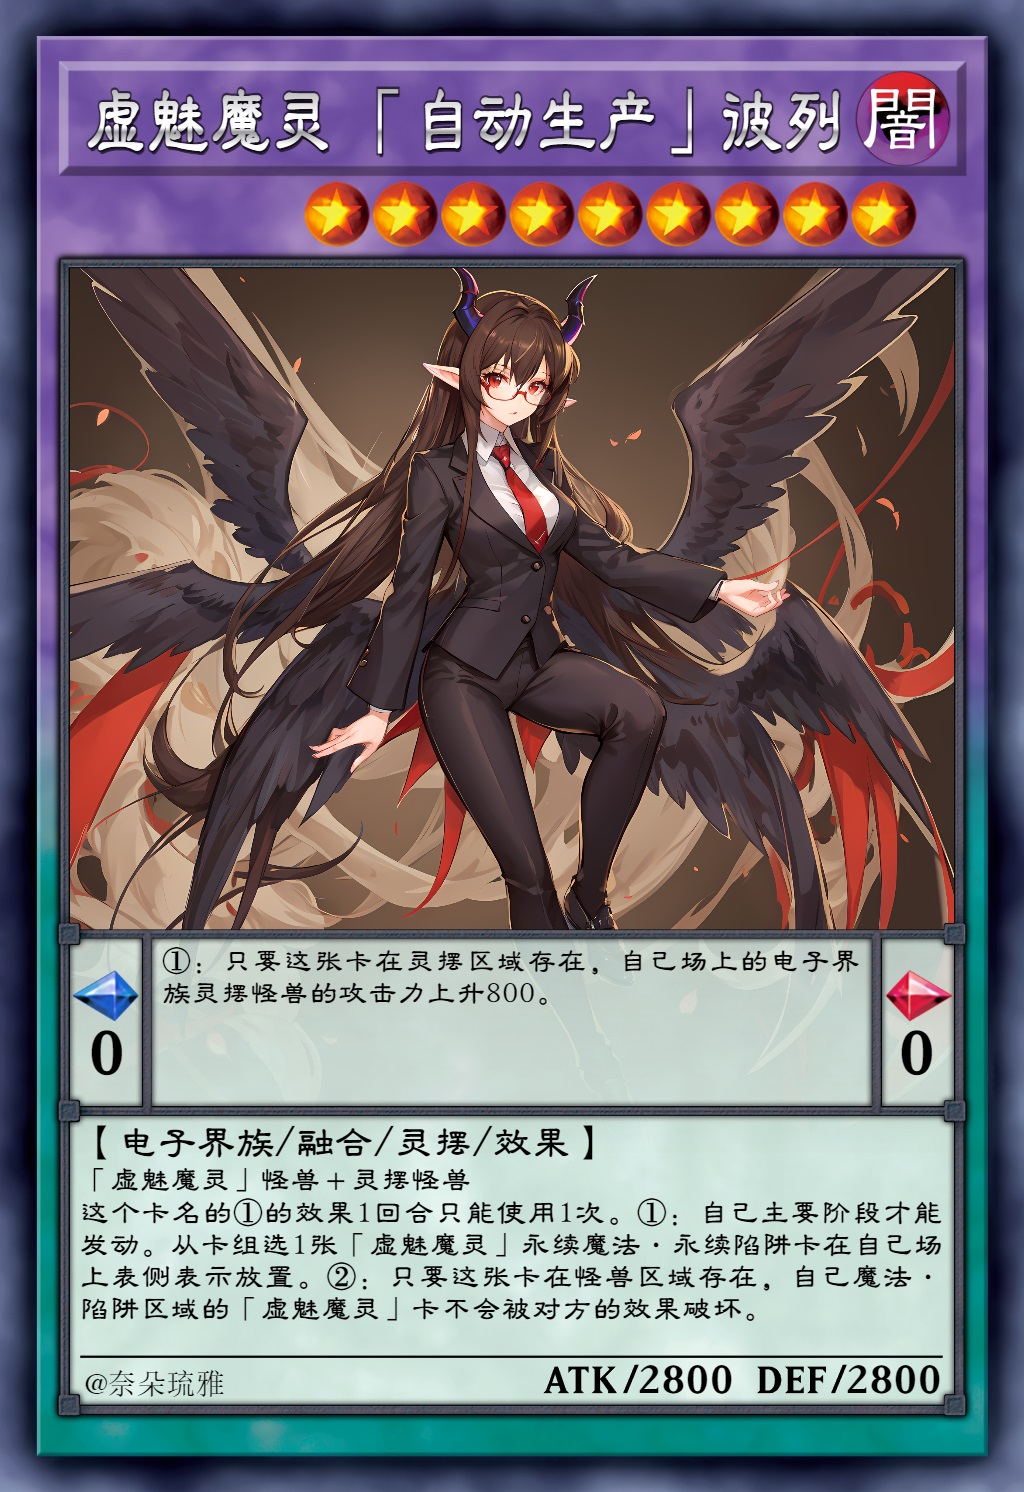 虚魅魔灵「自动生产」波列
闇
①：只要这张卡在灵摆区域存在，自己场上的电子界
族灵摆怪兽的攻击力上升800。
0
0
【电子界族/融合/灵摆/效果】
「虚魅魔灵」怪兽＋灵摆怪兽
这个卡名的①的效果1回合只能使用1次。①：自己主要阶段才能
发动。从卡组选1张「虚魅魔灵」永续魔法・永续陷阱卡在自己场
上表侧表示放置。②：只要这张卡在怪兽区域存在，自己魔法・
陷阱区域的「虚魅魔灵」卡不会被对方的效果破坏。
@奈朵琉雅
ATK/2800 DEF/2800